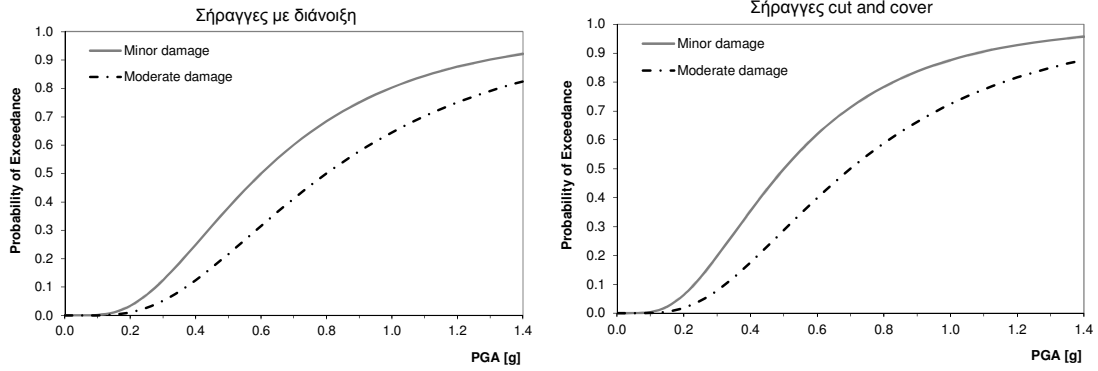 Σήραγγες με διάνοιξη
1.0
0.9
0.8
0.7
0.6
0.5
0.4
0.3
0.2
0.1
0.0
Probability of Exceedance
Minor damage
Moderate damage
0.0 0.2 0.4 0.6 0.8 1.0 1.2 1.4
PGA [g]
Σήραγγες cut and cover
1.0
0.9
0.8
0.7
0.6
0.5
0.4
0.3
0.2
0.1
0.0
Probability of Exceedance
Minor damage
Moderate damage
0.0 0.2 0.4 0.6 0.8 1.0 1.2 1.4
PGA [g]